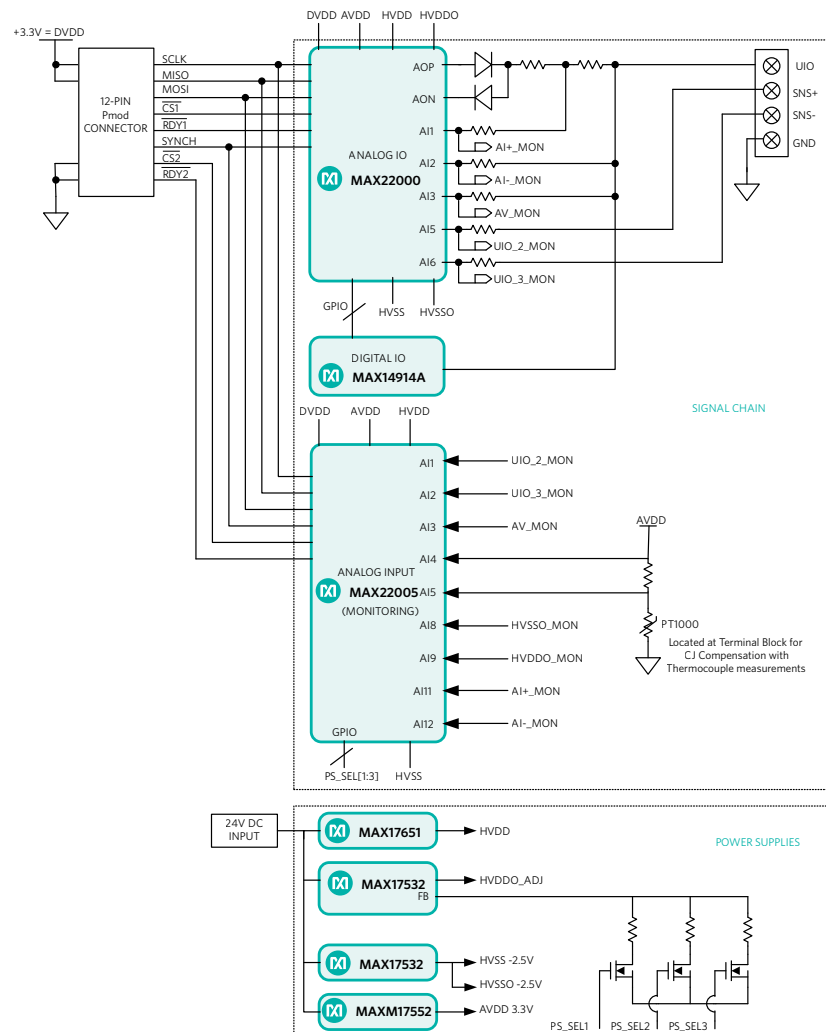 DVDD AVDD HVDD HVDDO
+3.3V = DVDD
12-PIN
Pmod
CONNECTOR
SCLK
MISO
MOSI
CS1
RDY1
SYNCH
CS2
RDY2
ANALOG IO
MAX22000
AOP
AON
AI1
AI2
AI3
AI5
AI6
AI+_MON
AI-_MON
AV_MON
UIO_2_MON
UIO_3_MON
UIO
SNS+
SNS-
GND
GPIO
HVSS
HVSSO
DIGITAL IO
MAX14914A
SIGNAL CHAIN
DVDD AVDD HVDD
ANALOG INPUT
MAX22005
(MONITORING)
AI1
AI2
AI3
AI4
AI5
AI8
AI9
AI11
AI12
GPIO
UIO_2_MON
UIO_3_MON
AV_MON
HVSSO_MON
HVDDO_MON
AI+_MON
AI-_MON
AVDD
PT1000
Located at Terminal Block for
CJ Compensation with
Thermocouple measurements
PS_SEL[1:3]
HVSS
24V DC
INPUT
MAX17651
HVDD
POWER SUPPLIES
MAX17532
FB
HVDDO_ADJ
MAX17532
HVSS -2.5V
HVSSO -2.5V
MAXM17552
AVDD 3.3V
PS_SEL1 PS_SEL2 PS_SEL3